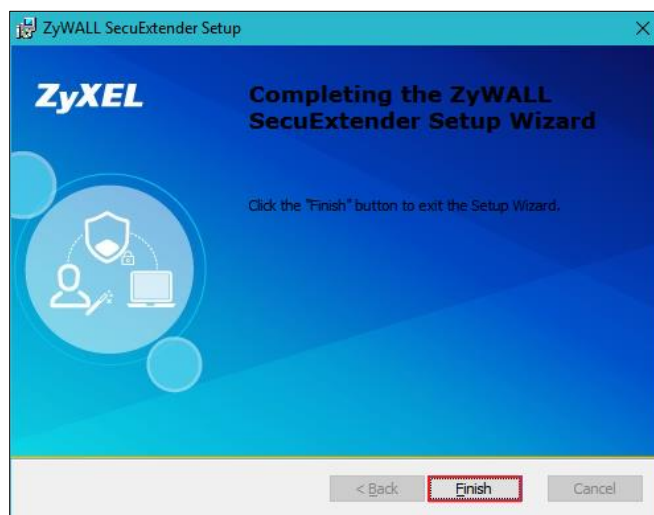 ZyWALL SecuExtender Setup
ZyXEL
Completing the ZyWALL
SecuExtender Setup Wizard
Click the "Finish" button to exit the Setup Wizard.
< Back
Finish
Cancel